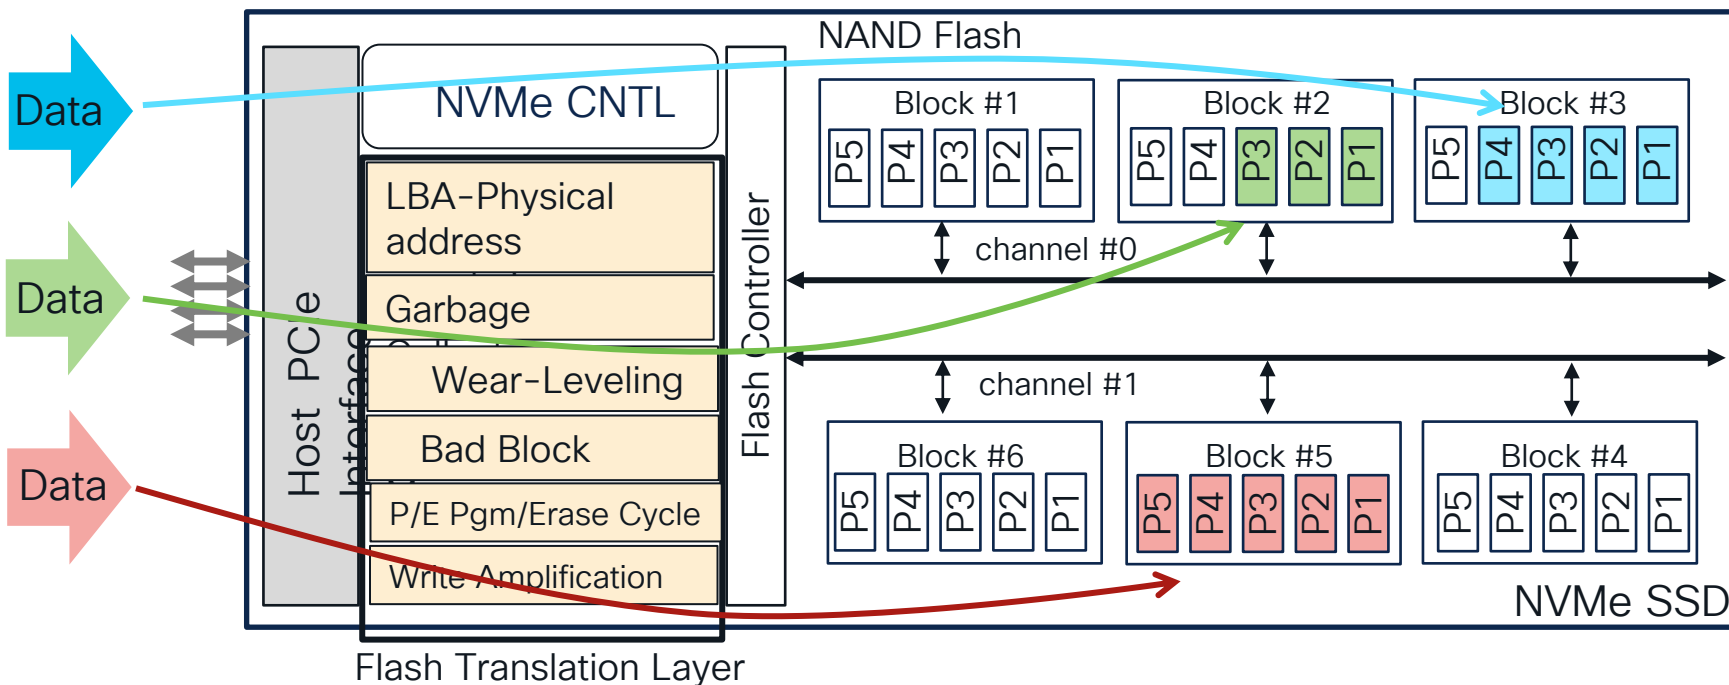 NAND Flash
Data
NVMe CNTL
Block #1
P5 P4 P3 P2 P1
Block #2
P5 P4 P3 P2 P1
Block #3
P5 P4 P3 P2 P1
LBA-Physical
address
channel #0
Data
Garbage
Host PCIe
Interface
Flash Controller
Wear-Leveling
channel #1
Bad Block
Data
Block #6
P5 P4 P3 P2 P1
Block #5
P5 P4 P3 P2 P1
Block #4
P5 P4 P3 P2 P1
P/E Pgm/Erase Cycle
Write Amplification
NVMe SSD
Flash Translation Layer